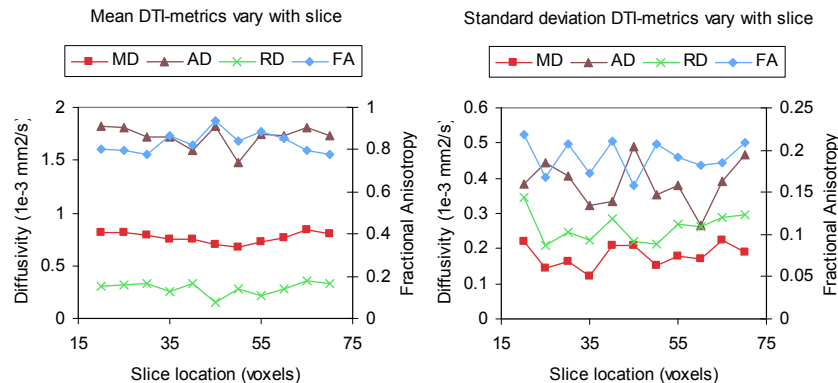 Mean DTI-metrics vary with slice
MD AD RD FA
Diffusivity (1e-3 mm2/s)
2
1.5
1
0.5
0
1
0.8
0.6
0.4
0.2
0
Fractional Anisotropy
15 35 55 75
Slice location (voxels)
Standard deviation DTI-metrics vary with slice
MD AD RD FA
Diffusivity (1e-3 mm2/s)
0.6
0.5
0.4
0.3
0.2
0.1
0
0.25
0.2
0.15
0.1
0.05
0
Fractional Anisotropy
15 35 55 75
Slice location (voxels)